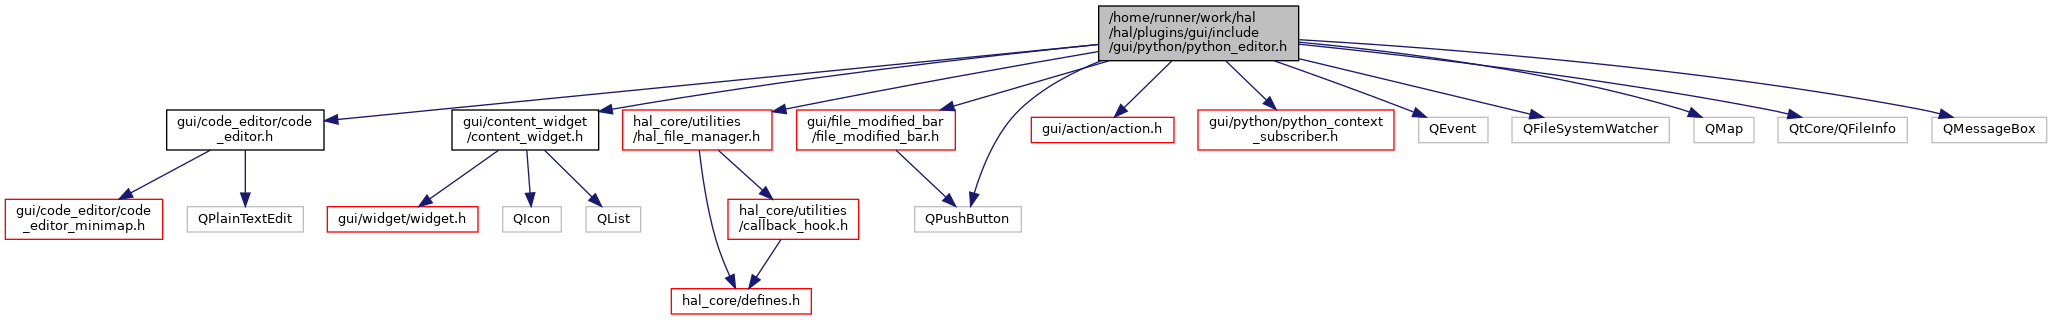 /home/runner/work/hal
/hal/plugins/gui/include
/gui/python/python_editor.h
gui/code_editor/code
_editor.h
gui/content_widget
/content_widget.h
hal_core/utilities
/hal_file_manager.h
gui/file_modified_bar
/file_modified_bar.h
gui/action/action.h
gui/python/python_context
_subscriber.h
QEvent
QFileSystemWatcher
QMap
QtCore/QFileInfo
QMessageBox
gui/code_editor/code
_editor_minimap.h
QPlainTextEdit
gui/widget/widget.h
QIcon
QList
hal_core/utilities
/callback_hook.h
QPushButton
hal_core/defines.h